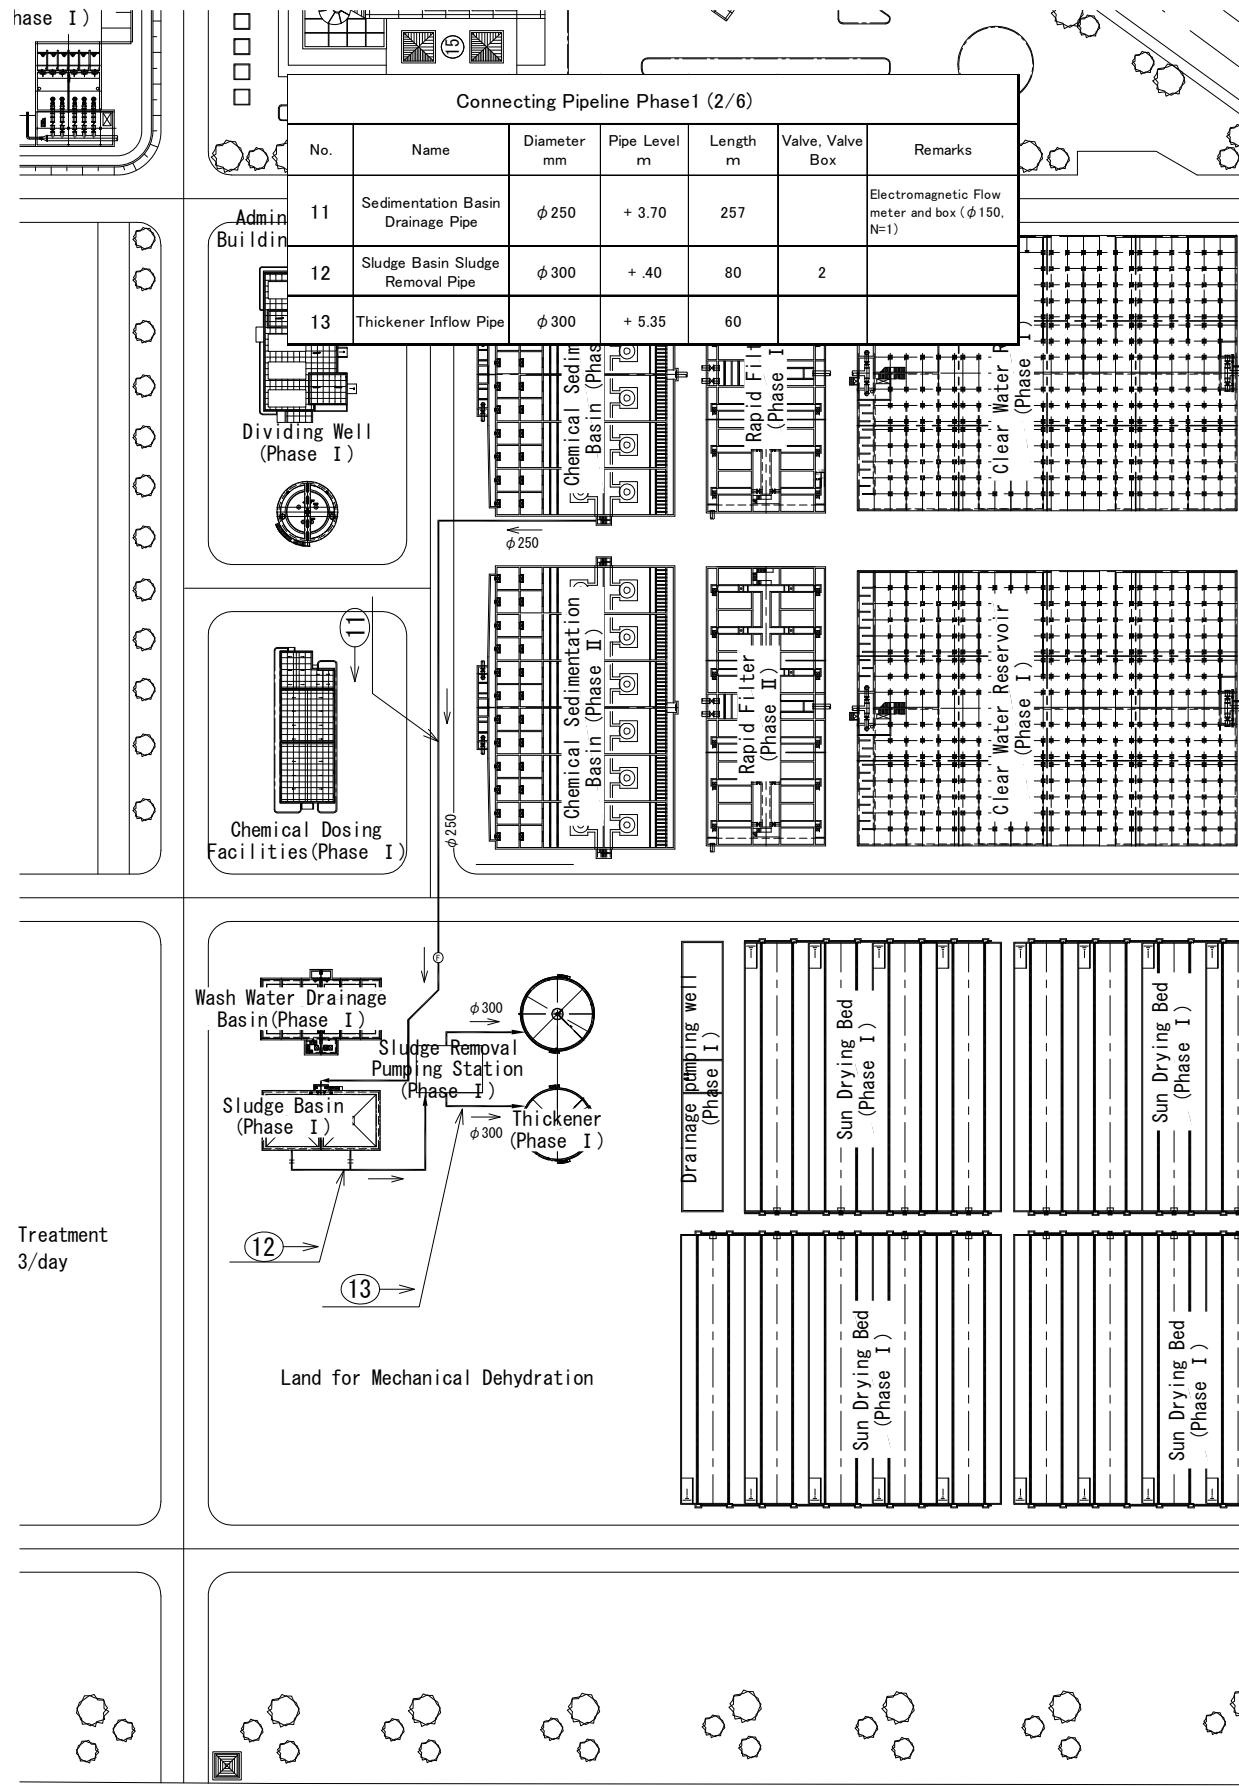 hase Ⅰ)
15
Connecting Pipeline Phase1 (2/6)
No.
Name
Diameter
mm
Pipe Level
m
Length
m
Valve, Valve
Box
Remarks
11
Sedimentation Basin
Drainage Pipe
φ250
+ 3.70
257
Electromagnetic Flow
meter and box (φ150,
N=1)
12
Sludge Basin Sludge
Removal Pipe
φ300
+ .40
80
2
13
Thickener Inflow Pipe
φ300
+ 5.35
60
Admin
Buildin
Dividing Well
(Phase Ⅰ)
Chemical Sedim
Basin (Phas
Rapid Filt
(Phase Ⅰ
Clear Water R
(Phase Ⅰ)
φ250
11
Chemical Sedimentation
Basin (Phase Ⅱ)
Rapid Filter
(Phase Ⅱ)
Clear Water Reservoir
(Phase Ⅰ)
φ250
Chemical Dosing
Facilities(Phase Ⅰ)
F
Wash Water Drainage
Basin(Phase Ⅰ)
φ300
Sludge Removal
Pumping Station
(Phase Ⅰ)
Sludge Basin
(Phase Ⅰ)
φ300
Thickener
(Phase Ⅰ)
Drainage pumping well
(Phase Ⅰ)
Sun Drying Bed
(Phase Ⅰ)
Sun Drying Bed
(Phase Ⅰ)
12
13
Treatment
3/day
Land for Mechanical Dehydration
Sun Drying Bed
(Phase Ⅰ)
Sun Drying Bed
(Phase Ⅰ)